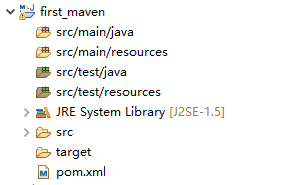 first_maven
src/main/java
src/main/resources
src/test/java
src/test/resources
JRE System Library [J2SE-1.5]
src
target
pom.xml